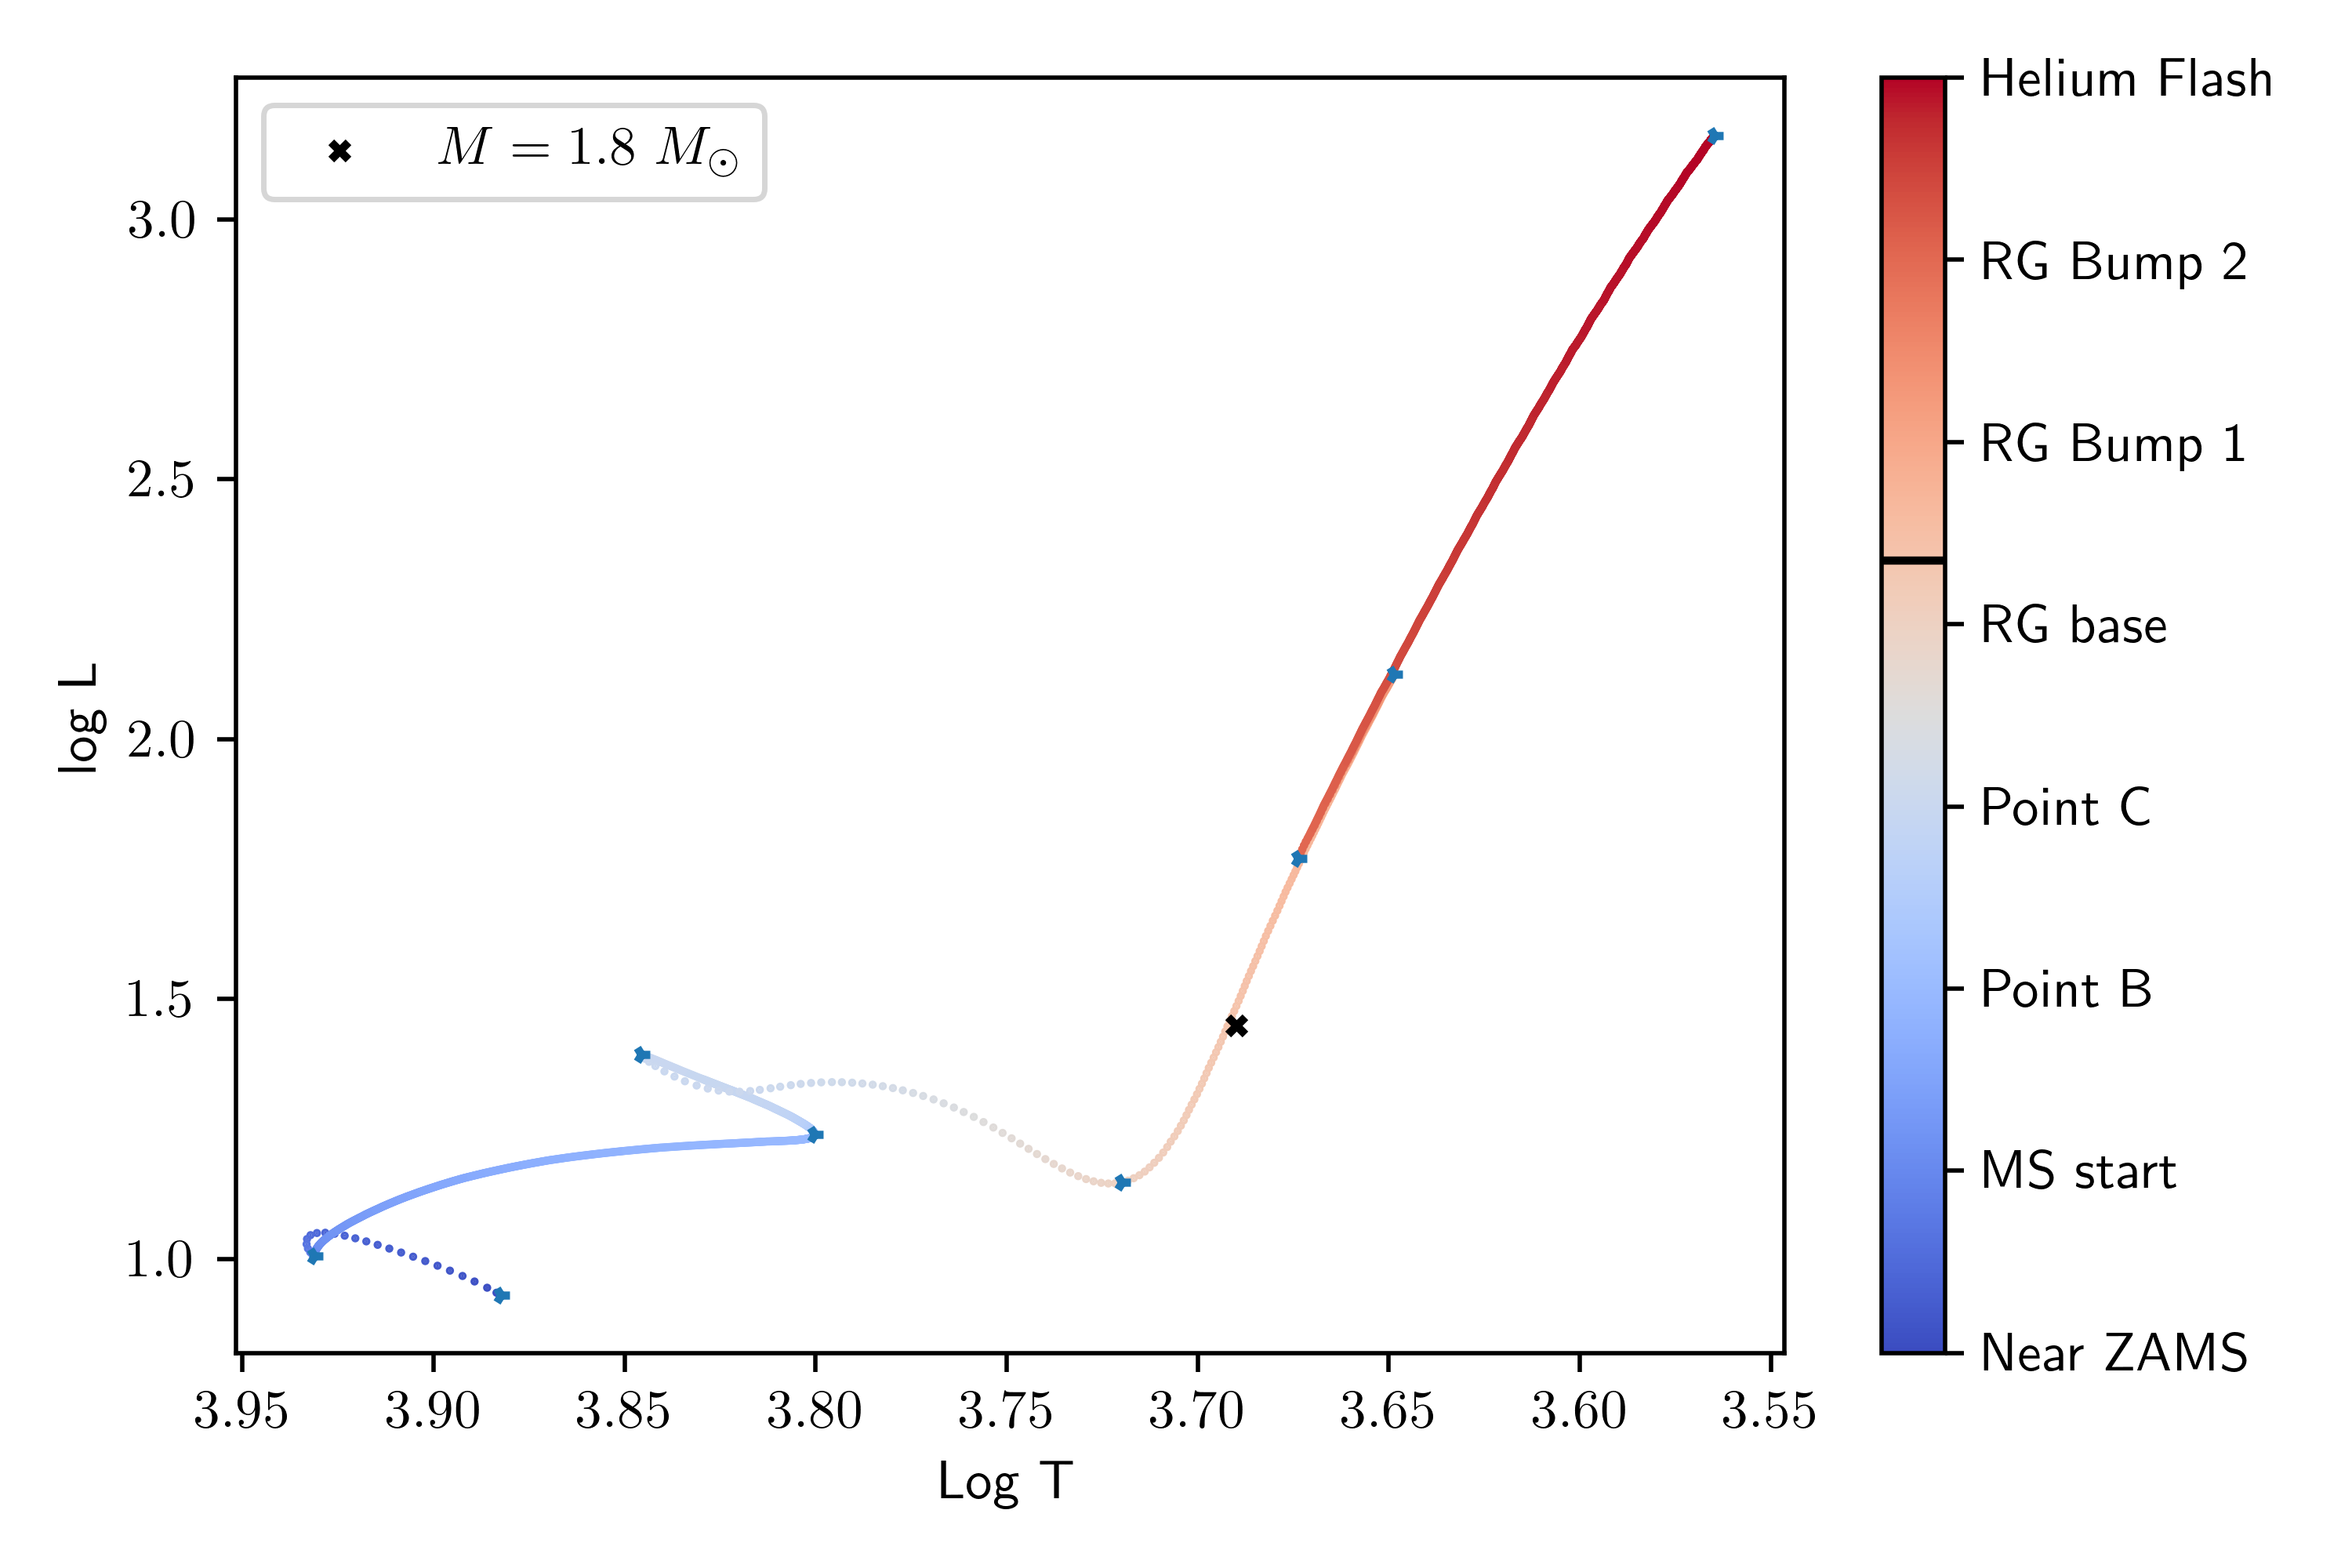 M = 1.8 M⊙
3.0
2.5
2.0
1.5
1.0
log L
3.95 3.90 3.85 3.80 3.75 3.70 3.65 3.60 3.55
Log T
Helium Flash
RG Bump 2
RG Bump 1
RG base
Point C
Point B
MS start
Near ZAMS